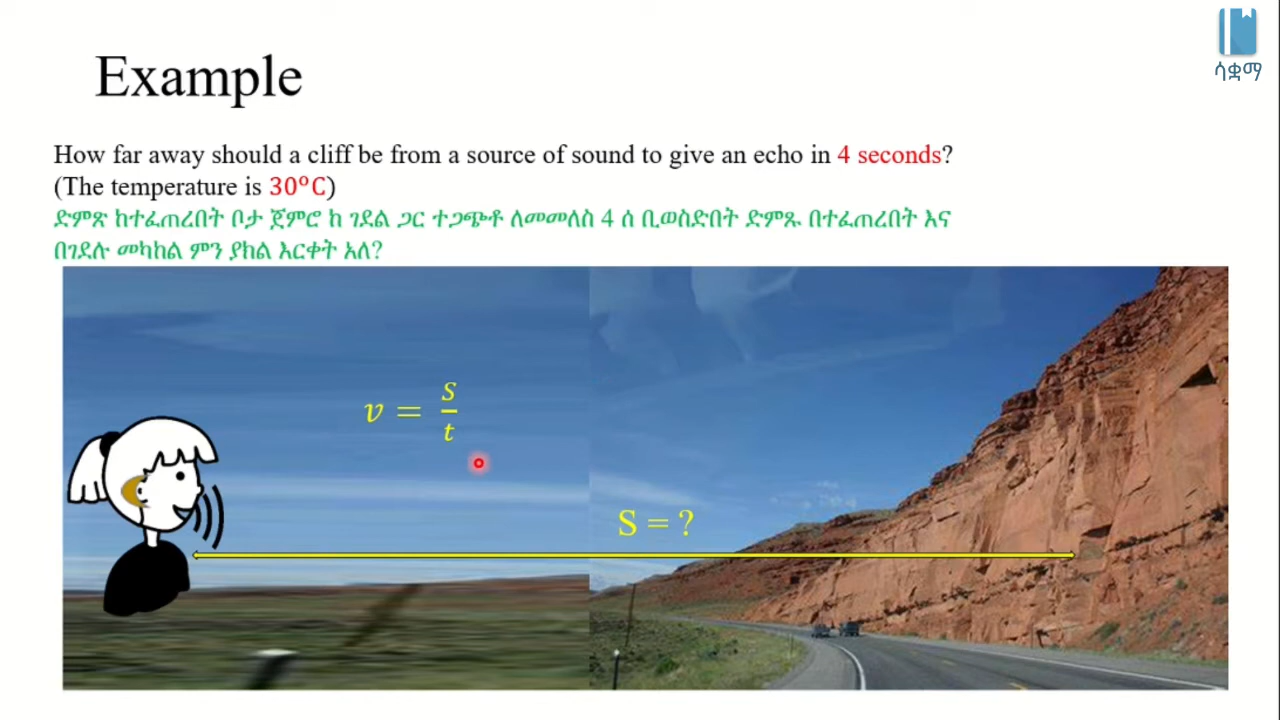 ሳቋማ
Example
How far away should a cliff be from a source of sound to give an echo in 4 seconds?
(The temperature is 30⁰C)
ድምጽ ከተፈጠረበት ቦታ ጀምሮ ከ ገደል ጋር ተጋጭቶ ለመመለስ 4 ሰ ቢወስድበት ድምጹ በተፈጠረበት እና
በገደሉ መካከል ምን ያክል እርቀት አለ?
v = S/t
S = ?